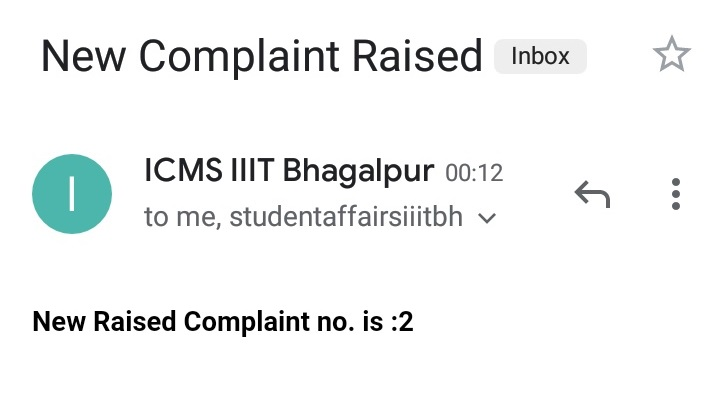 New Complaint Raised Inbox
I
ICMS IIIT Bhagalpur 00:12
to me, studentaffairsiiitbh
New Raised Complaint no. is :2